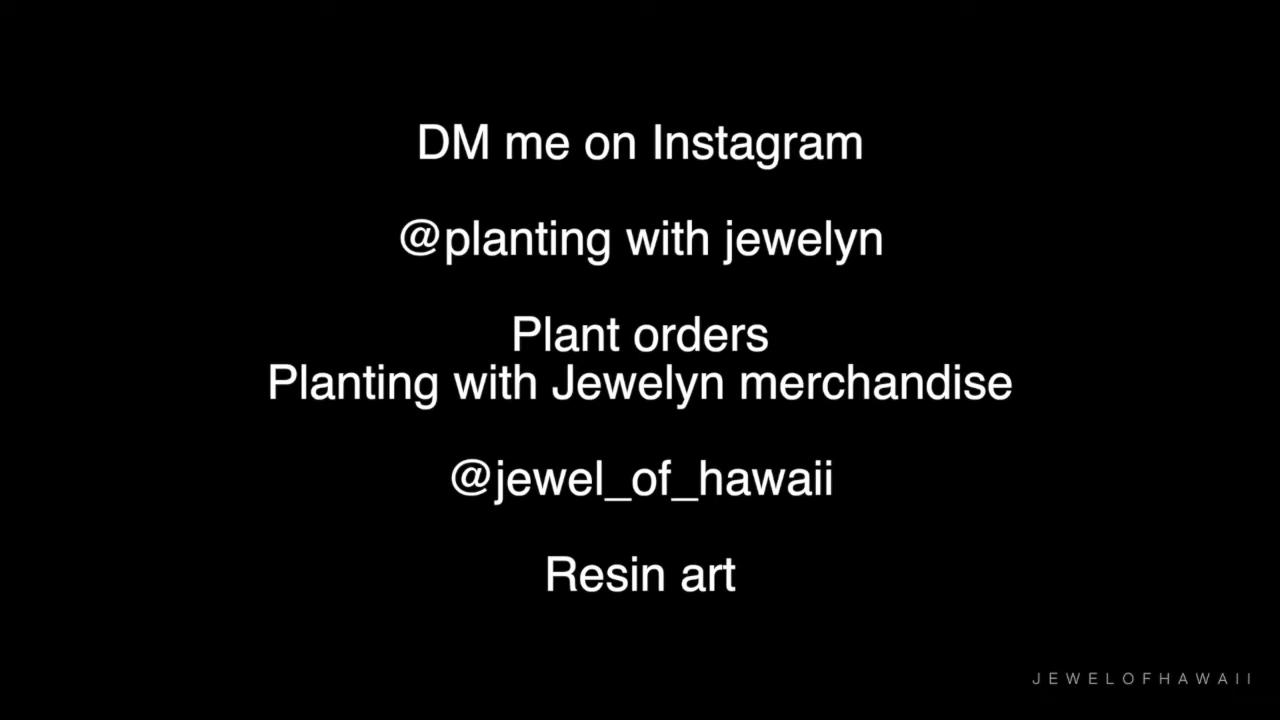 DM me on Instagram
@planting with jewelyn
Plant orders
Planting with Jewelyn merchandise
@jewel_of_hawaii
Resin art
JEWELOFHAWAII